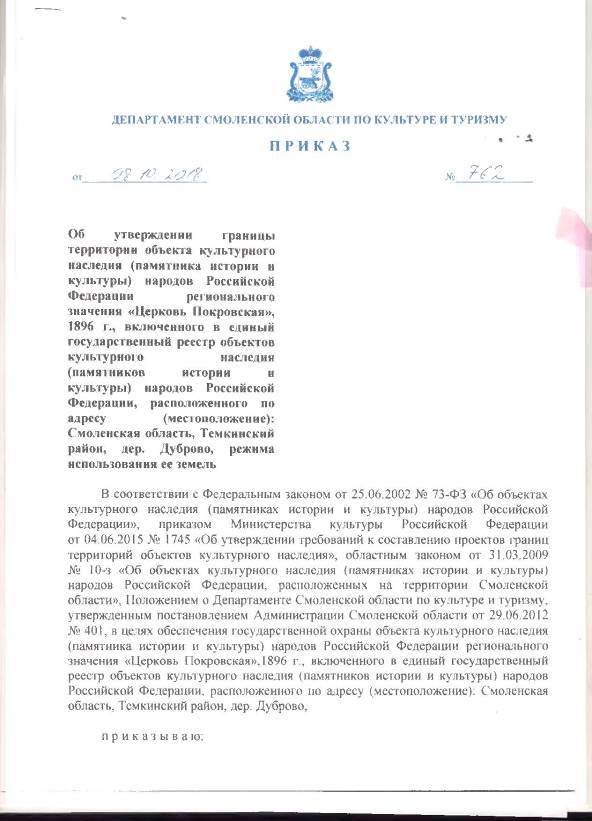 ДЕПАРТАМЕНТ СМОЛЕНСКОЙ ОБЛАСТИ ПО КУЛЬТУРЕ И ТУРИЗМУ
П Р И К А З
от 08 10 2018 № 762
Об утверждении границы
территории объекта культурного
наследия (памятника истории и
культуры) народов Российской
Федерации регионального
значения «Церковь Покровская»,
1896 г., включенного в единый
государственный реестр объектов
культурного наследия
(памятников истории и
культуры) народов Российской
Федерации, расположенного по
адресу (местоположение):
Смоленская область, Темкинский
район, дер. Дуброво, режима
использования ее земель
В соответствии с Федеральным законом от 25.06.2002 № 73-ФЗ «Об объектах
культурного наследия (памятниках истории и культуры) народов Российской
Федерации», приказом Министерства культуры Российской Федерации
от 04.06.2015 № 1745 «Об утверждении требований к составлению проектов границ
территорий объектов культурного наследия», областным законом от 31.03.2009
№ 10-з «Об объектах культурного наследия (памятниках истории и культуры)
народов Российской Федерации, расположенных на территории Смоленской
области», Положением о Департаменте Смоленской области по культуре и туризму,
утвержденным постановлением Администрации Смоленской области от 29.06.2012
№ 401, в целях обеспечения государственной охраны объекта культурного наследия
(памятника истории и культуры) народов Российской Федерации регионального
значения «Церковь Покровская»,1896 г., включенного в единый государственный
реестр объектов культурного наследия (памятников истории и культуры) народов
Российской Федерации, расположенного по адресу (местоположение): Смоленская
область, Темкинский район, дер. Дуброво,
п р и к а з ы в а ю: